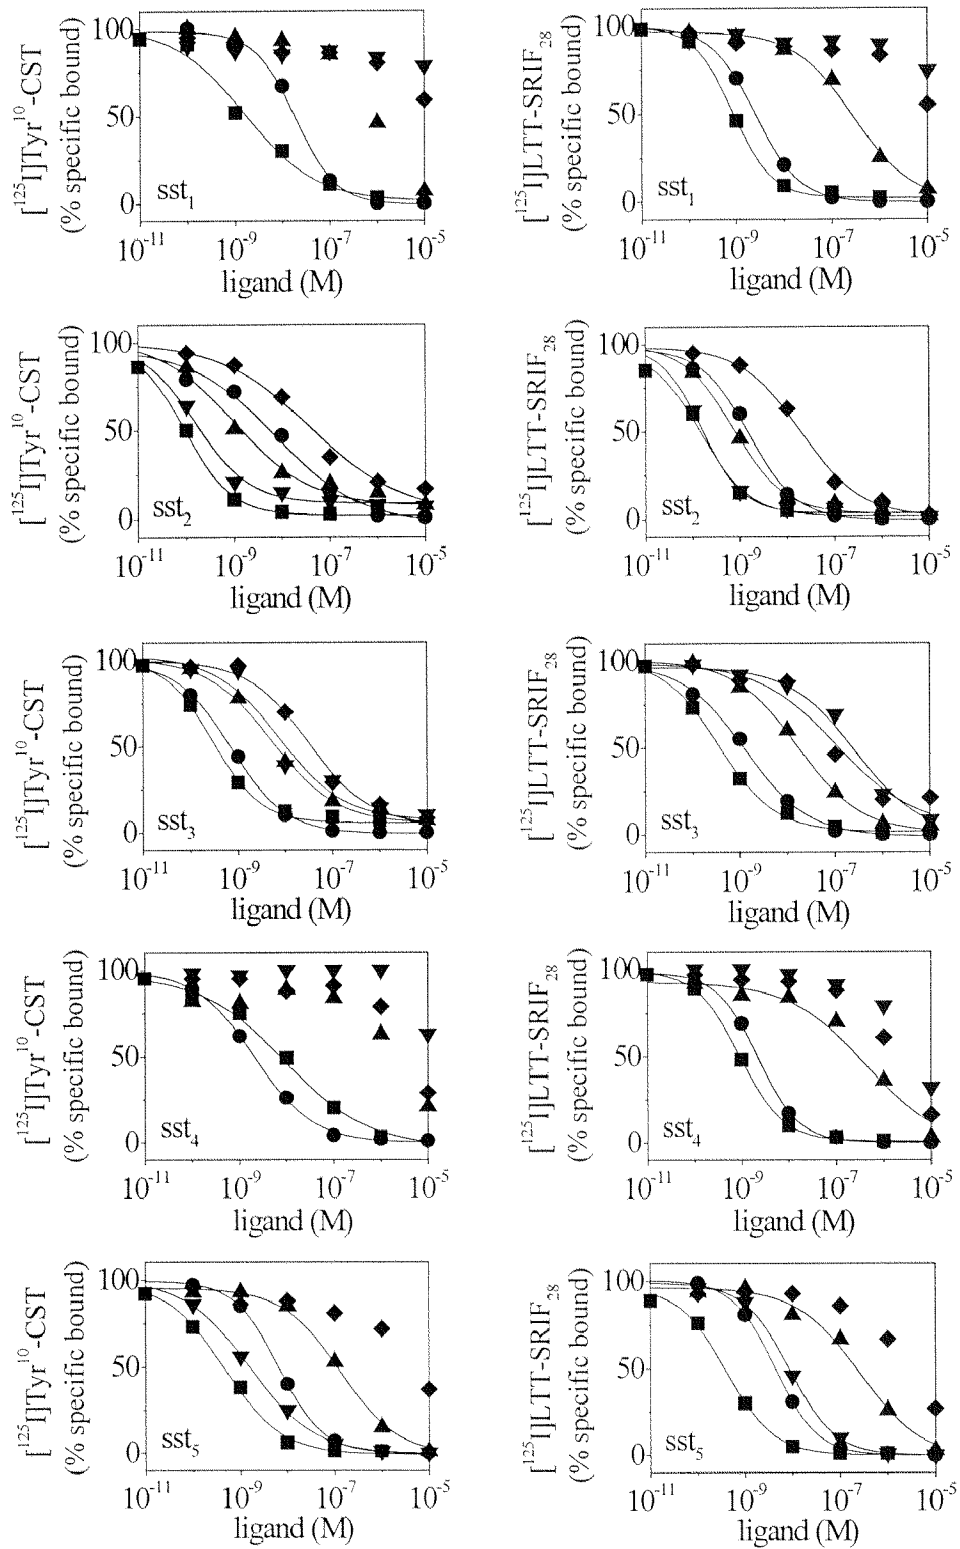 [¹²⁵I]Tyr¹⁰-CST
(% specific bound)
100
50
0
sst₁
10⁻¹¹ 10⁻⁹ 10⁻⁷ 10⁻⁵
ligand (M)
[¹²⁵I]LTT-SRIF₂₈
(% specific bound)
100
50
0
sst₁
10⁻¹¹ 10⁻⁹ 10⁻⁷ 10⁻⁵
ligand (M)
[¹²⁵I]Tyr¹⁰-CST
(% specific bound)
100
50
0
sst₂
10⁻¹¹ 10⁻⁹ 10⁻⁷ 10⁻⁵
ligand (M)
[¹²⁵I]LTT-SRIF₂₈
(% specific bound)
100
50
0
sst₂
10⁻¹¹ 10⁻⁹ 10⁻⁷ 10⁻⁵
ligand (M)
[¹²⁵I]Tyr¹⁰-CST
(% specific bound)
100
50
0
sst₃
10⁻¹¹ 10⁻⁹ 10⁻⁷ 10⁻⁵
ligand (M)
[¹²⁵I]LTT-SRIF₂₈
(% specific bound)
100
50
0
sst₃
10⁻¹¹ 10⁻⁹ 10⁻⁷ 10⁻⁵
ligand (M)
[¹²⁵I]Tyr¹⁰-CST
(% specific bound)
100
50
0
sst₄
10⁻¹¹ 10⁻⁹ 10⁻⁷ 10⁻⁵
ligand (M)
[¹²⁵I]LTT-SRIF₂₈
(% specific bound)
100
50
0
sst₄
10⁻¹¹ 10⁻⁹ 10⁻⁷ 10⁻⁵
ligand (M)
[¹²⁵I]Tyr¹⁰-CST
(% specific bound)
100
50
0
sst₅
10⁻¹¹ 10⁻⁹ 10⁻⁷ 10⁻⁵
ligand (M)
[¹²⁵I]LTT-SRIF₂₈
(% specific bound)
100
50
0
sst₅
10⁻¹¹ 10⁻⁹ 10⁻⁷ 10⁻⁵
ligand (M)